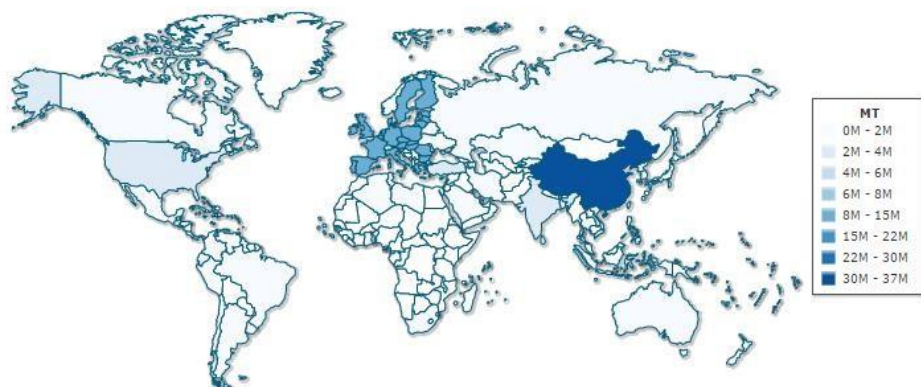 MT
0M - 2M
2M - 4M
4M - 6M
6M - 8M
8M - 15M
15M - 22M
22M - 30M
30M - 37M